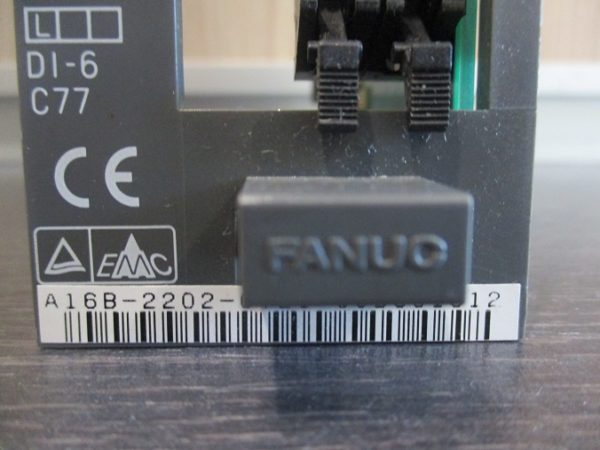 L
DI-6
C77
CE
EMC
FANUC
A16B-2202- 12